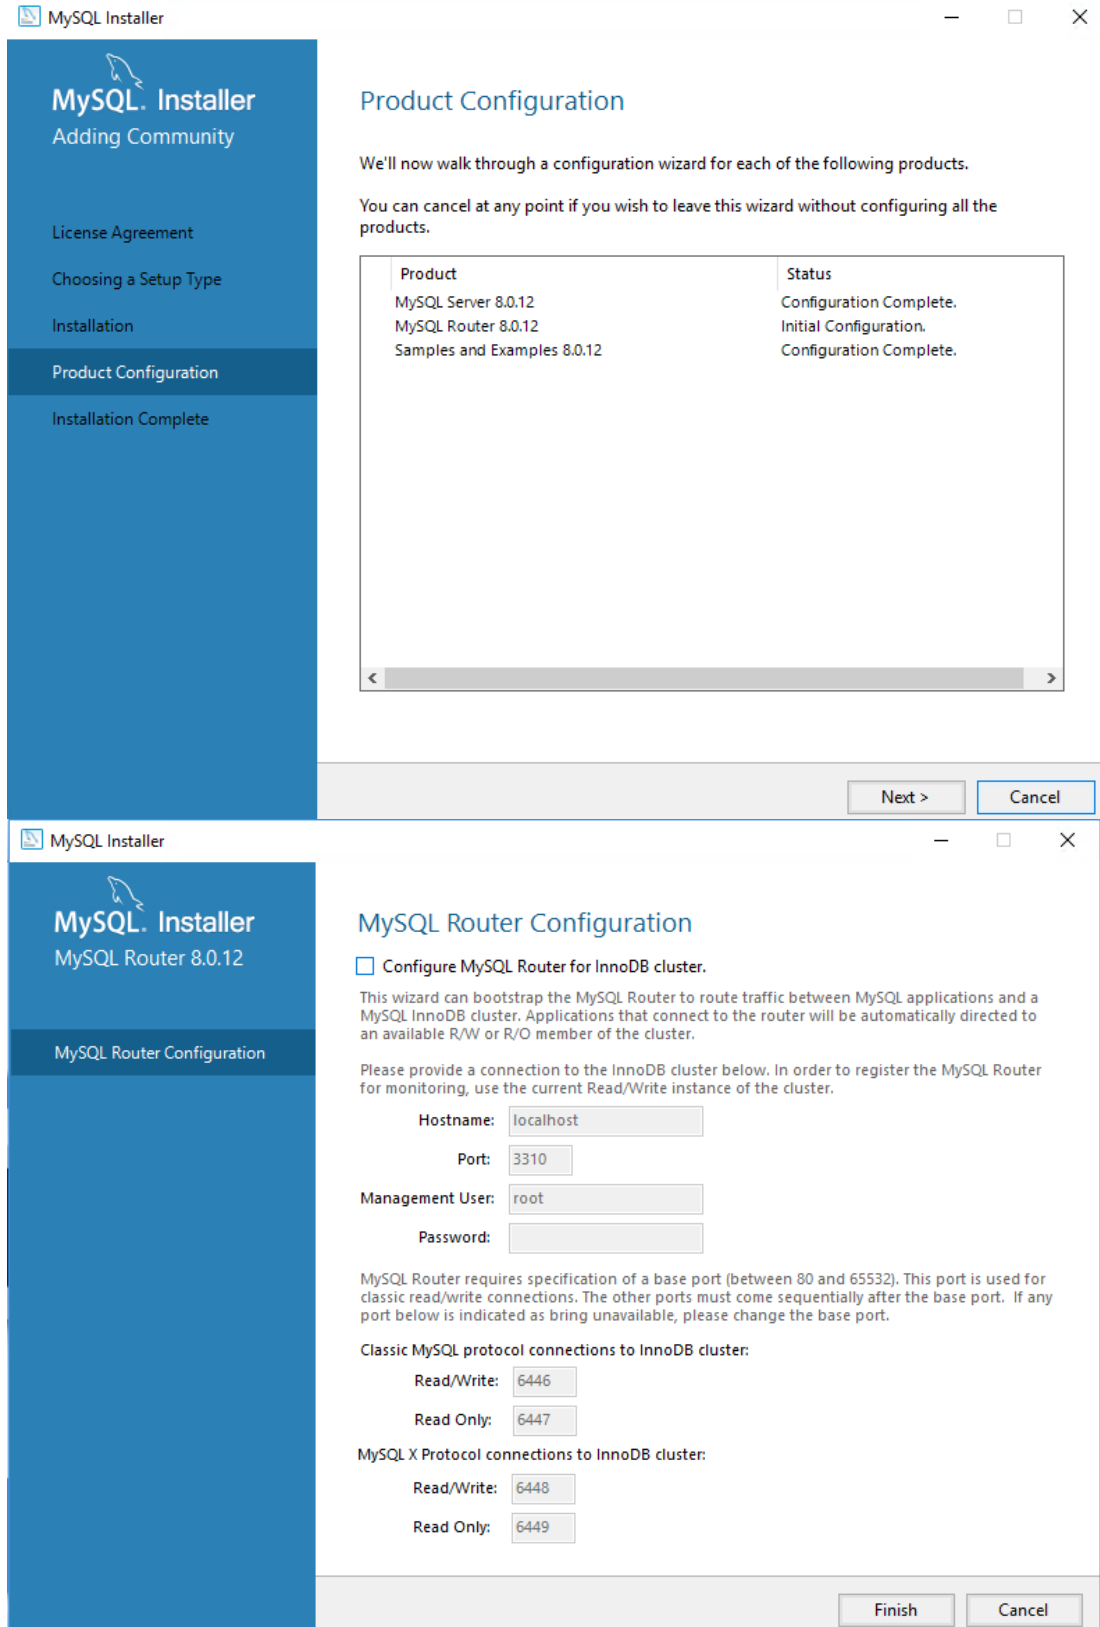 MySQL Installer
MySQL. Installer
Adding Community
License Agreement
Choosing a Setup Type
Installation
Product Configuration
Installation Complete
Product Configuration
We'll now walk through a configuration wizard for each of the following products.
You can cancel at any point if you wish to leave this wizard without configuring all the
products.
Product Status
MySQL Server 8.0.12 Configuration Complete.
MySQL Router 8.0.12 Initial Configuration.
Samples and Examples 8.0.12 Configuration Complete.
Next > Cancel
MySQL Installer
MySQL. Installer
MySQL Router 8.0.12
MySQL Router Configuration
MySQL Router Configuration
Configure MySQL Router for InnoDB cluster.
This wizard can bootstrap the MySQL Router to route traffic between MySQL applications and a
MySQL InnoDB cluster. Applications that connect to the router will be automatically directed to
an available R/W or R/O member of the cluster.
Please provide a connection to the InnoDB cluster below. In order to register the MySQL Router
for monitoring, use the current Read/Write instance of the cluster.
Hostname: localhost
Port: 3310
Management User: root
Password:
MySQL Router requires specification of a base port (between 80 and 65532). This port is used for
classic read/write connections. The other ports must come sequentially after the base port.  If any
port below is indicated as bring unavailable, please change the base port.
Classic MySQL protocol connections to InnoDB cluster:
Read/Write: 6446
Read Only: 6447
MySQL X Protocol connections to InnoDB cluster:
Read/Write: 6448
Read Only: 6449
Finish Cancel